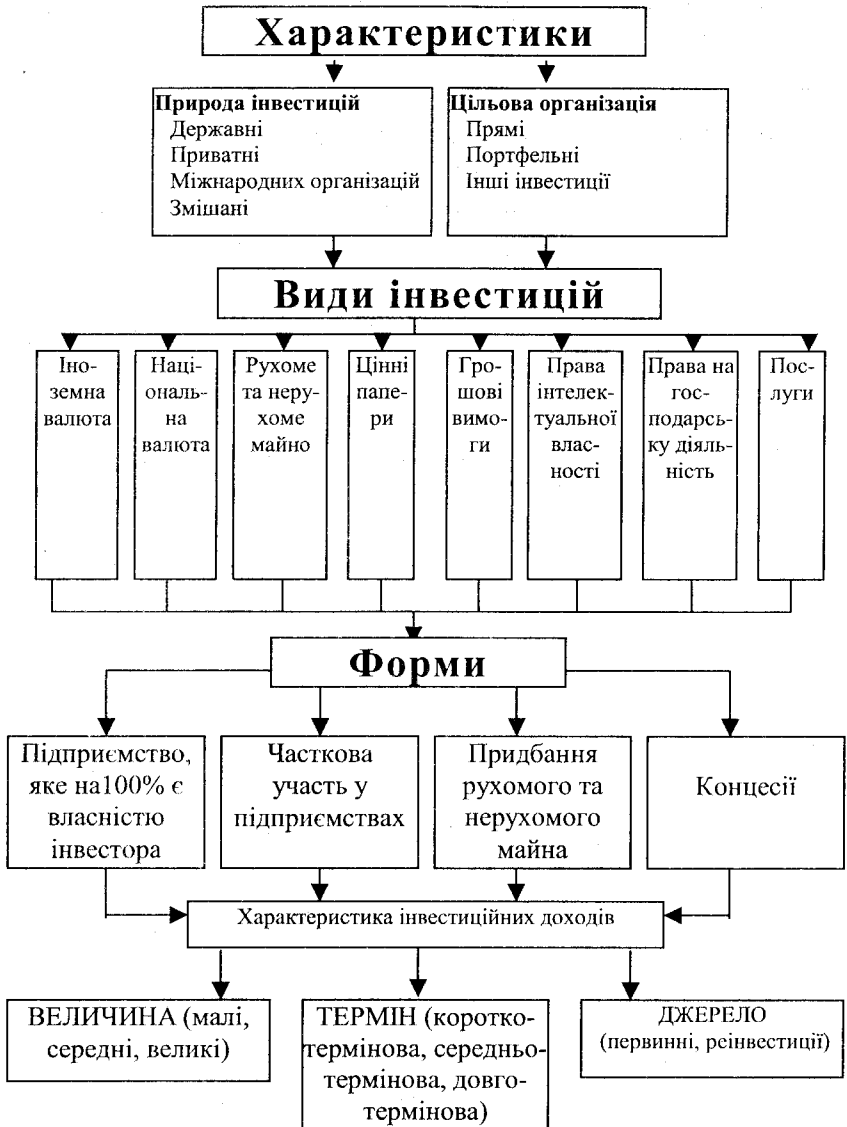 Характеристики
Природа інвестицій
Державні
Приватні
Міжнародних організацій
Змішані
Цільова організація
Прямі
Портфельні
Інші інвестиції
Види інвестицій
Іно-
земна
валюта
Наці-
ональ-
на
валюта
Рухоме
та неру-
хоме
майно
Цінні
папе-
ри
Гро-
шові
вимо-
ги
Права
інтелек-
туальної
влас-
ності
Права на
гос-
подарсь-
ку діяль-
ність
Пос-
луги
Форми
Підприємство,
яке на100% є
власністю
інвестора
Часткова
участь у
підприємствах
Придбання
рухомого та
нерухомого
майна
Концесії
Характеристика інвестиційних доходів
ВЕЛИЧИНА (малі,
середні, великі)
ТЕРМІН (коротко-
термінова, середньо-
термінова, довго-
термінова)
ДЖЕРЕЛО
(первинні, реінвестиції)